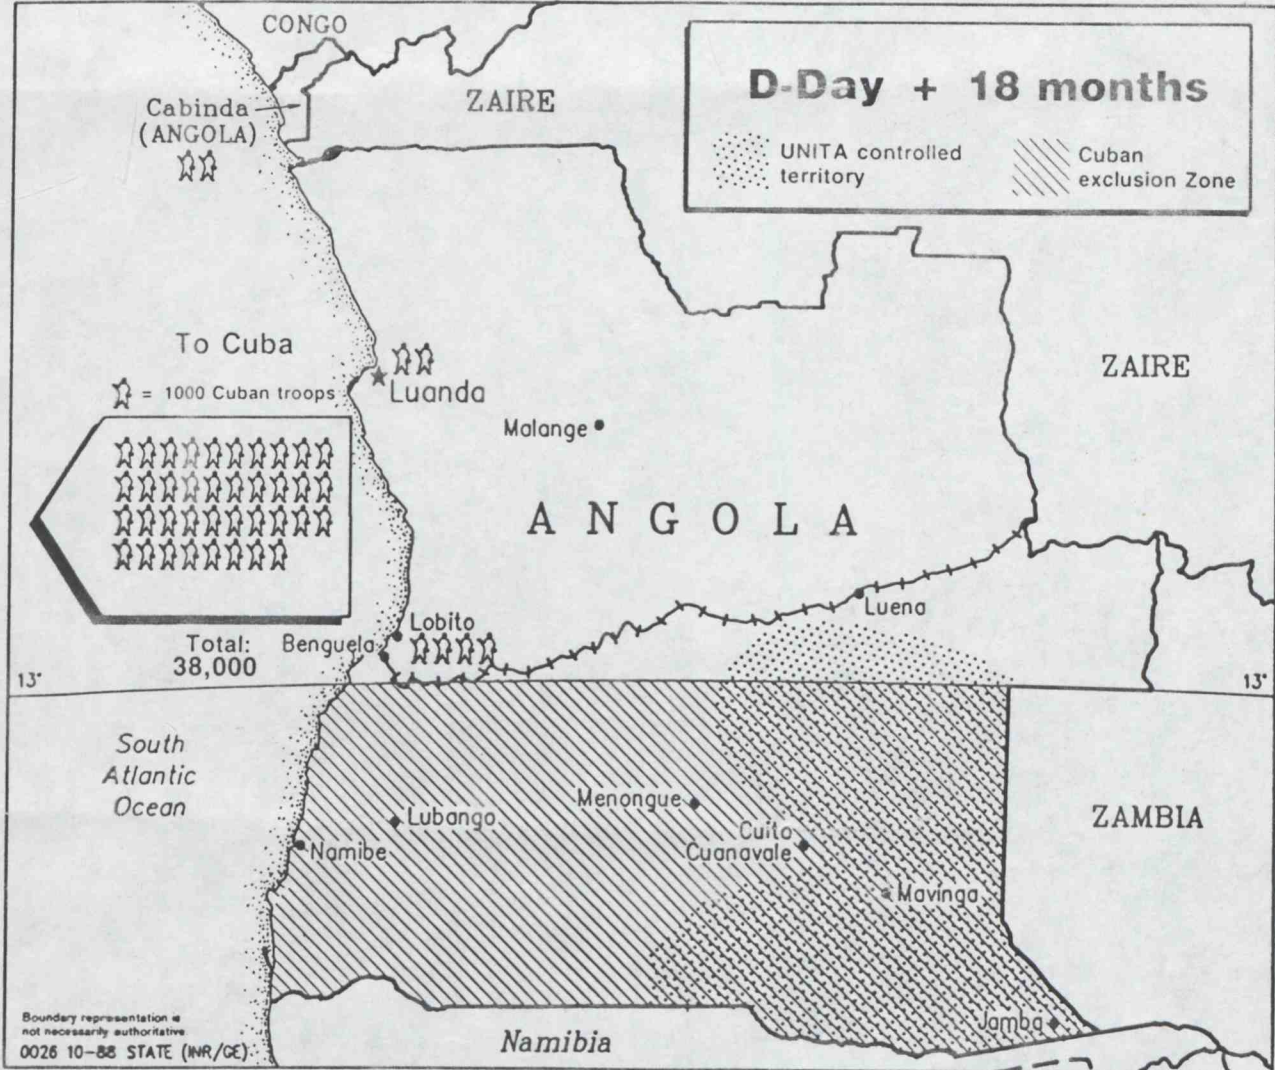 CONGO
D-Day + 18 months
UNITA controlled
territory
Cuban
exclusion Zone
ZAIRE
Cabinda
(ANGOLA)
To Cuba
= 1000 Cuban troops
Luanda
ZAIRE
Malange
ANGOLA
Luena
Lobito
Benguela
Total:
38,000
13°
13°
South
Atlantic
Ocean
Menongue
Lubango
Cuito
Cuanavale
ZAMBIA
Namibe
Mavinga
Jamba
Namibia
Boundary representation is
not necessarily authoritative
0026 10-88 STATE (INR/GE)